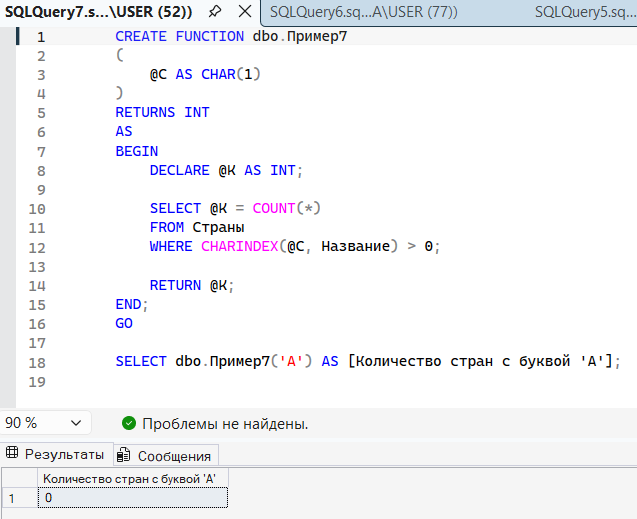 SQLQuery7.s...\USER (52)) SQLQuery6.sq...A\USER (77)) SQLQuery5.sq...
1 CREATE FUNCTION dbo.Пример7
2 (
3 @C AS CHAR(1)
4 )
5 RETURNS INT
6 AS
7 BEGIN
8 DECLARE @K AS INT;
9
10 SELECT @K = COUNT(*)
11 FROM Страны
12 WHERE CHARINDEX(@C, Название) > 0;
13
14 RETURN @K;
15 END;
16 GO
17
18 SELECT dbo.Пример7('А') AS [Количество стран с буквой 'А'];
19
90 % Проблемы не найдены.
Результаты Сообщения
Количество стран с буквой 'А'
1 0